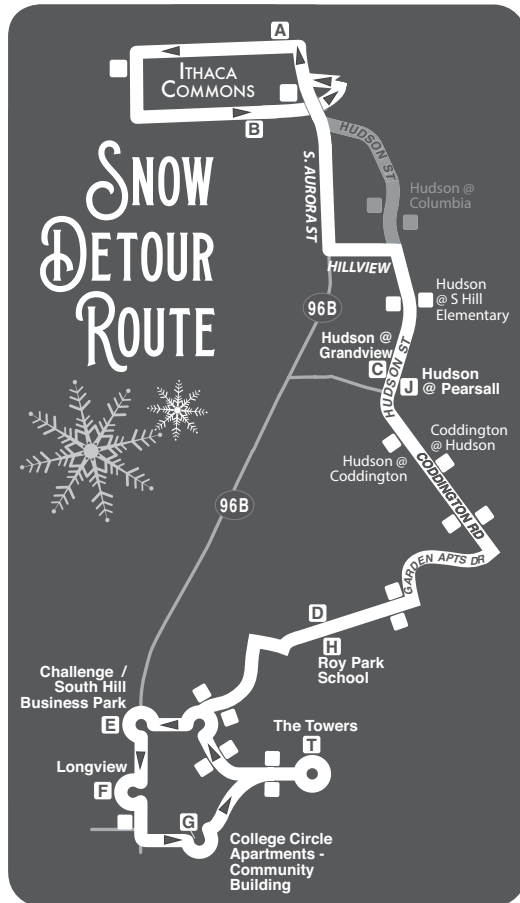 A
ITHACA
COMMONS
B
HUDSON ST
S. AURORA ST
Hudson @
Columbia
SNOW
DETOUR
ROUTE
HILLVIEW
Hudson
@ S Hill
Elementary
96B
Hudson @
Grandview
C
HUDSON ST
J
Hudson
@ Pearsall
Coddington
@ Hudson
Hudson @
Coddington
CODDINGTON RD
96B
GARDEN APTS DR
D
H
Roy Park
School
Challenge /
South Hill
Business Park
E
The Towers
T
Longview
F
G
College Circle
Apartments -
Community
Building